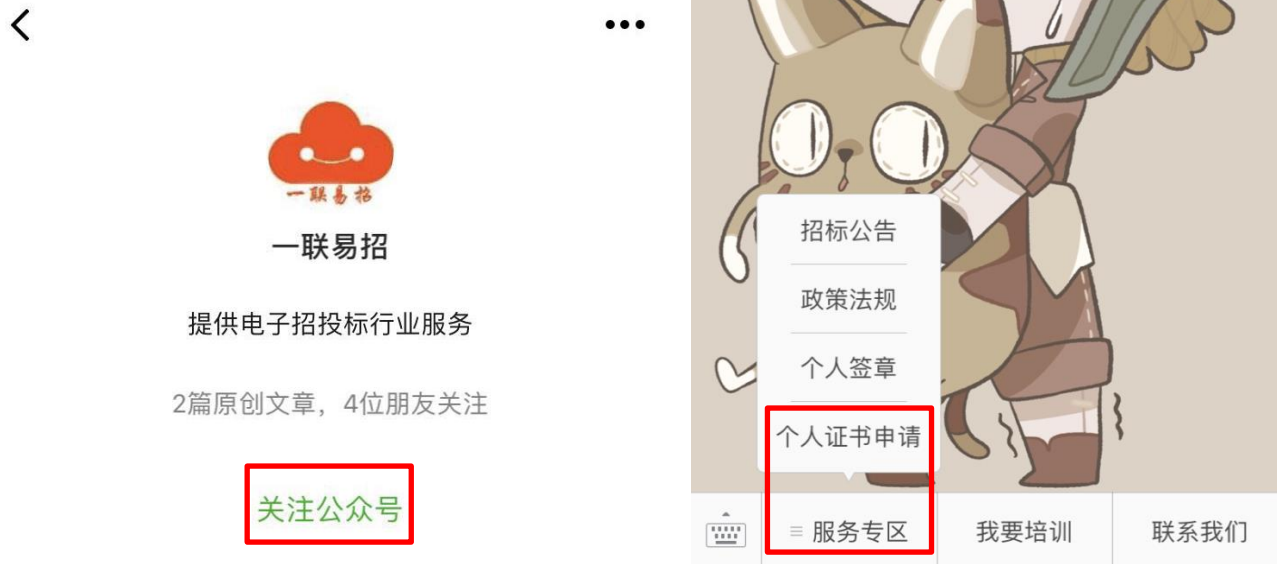 一联易招
一联易招
提供电子招投标行业服务
2篇原创文章，4位朋友关注
关注公众号
招标公告
政策法规
个人签章
个人证书申请
服务专区
我要培训
联系我们